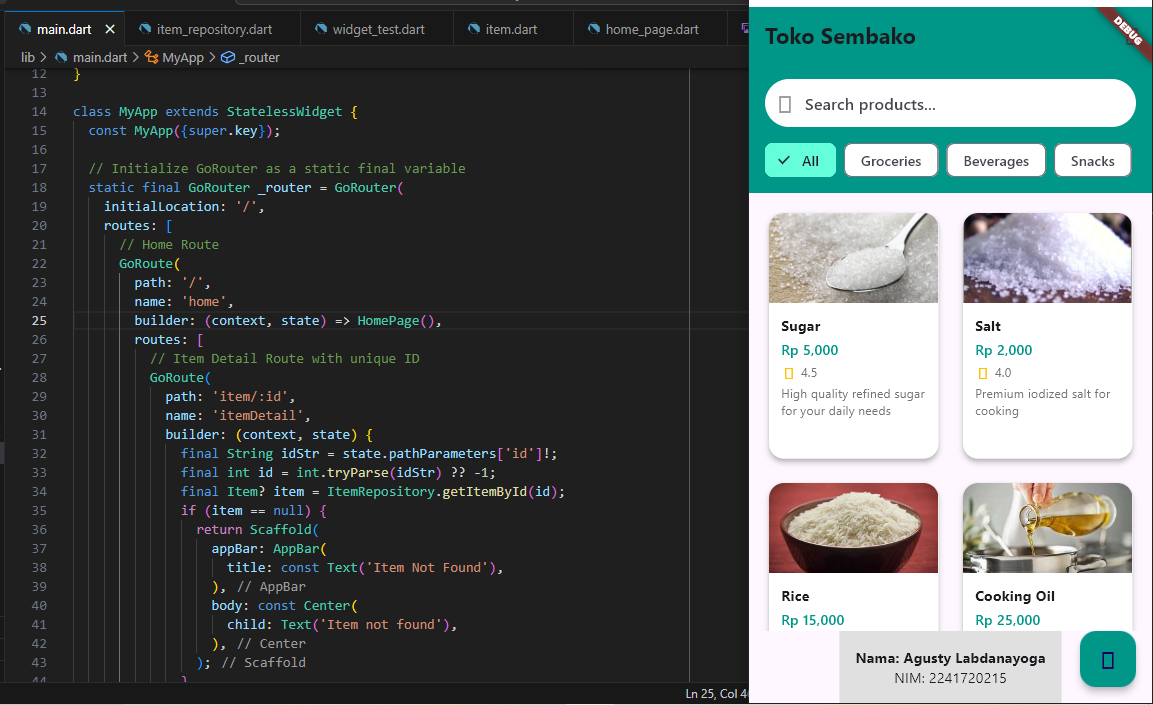 main.dart item_repository.dart widget_test.dart item.dart home_page.dart
lib > main.dart > MyApp > _router
12 }
13
14 class MyApp extends StatelessWidget {
15 const MyApp({super.key});
16
17 // Initialize GoRouter as a static final variable
18 static final GoRouter _router = GoRouter(
19 initialLocation: '/',
20 routes: [
21 // Home Route
22 GoRoute(
23 path: '/',
24 name: 'home',
25 builder: (context, state) => HomePage(),
26 routes: [
27 // Item Detail Route with unique ID
28 GoRoute(
29 path: 'item/:id',
30 name: 'itemDetail',
31 builder: (context, state) {
32 final String idStr = state.pathParameters['id']!;
33 final int id = int.tryParse(idStr) ?? -1;
34 final Item? item = ItemRepository.getItemById(id);
35 if (item == null) {
36 return Scaffold(
37 appBar: AppBar(
38 title: const Text('Item Not Found'),
39 ), // AppBar
40 body: const Center(
41 child: Text('Item not found'),
42 ), // Center
43 ); // Scaffold
44 }
Ln 25, Col
Toko Sembako
DEBUG
Search products...
All Groceries Beverages Snacks
Sugar
Rp 5,000
4.5
High quality refined sugar
for your daily needs
Salt
Rp 2,000
4.0
Premium iodized salt for
cooking
Rice
Rp 15,000
Cooking Oil
Rp 25,000
Nama: Agusty Labdanayoga
NIM: 2241720215